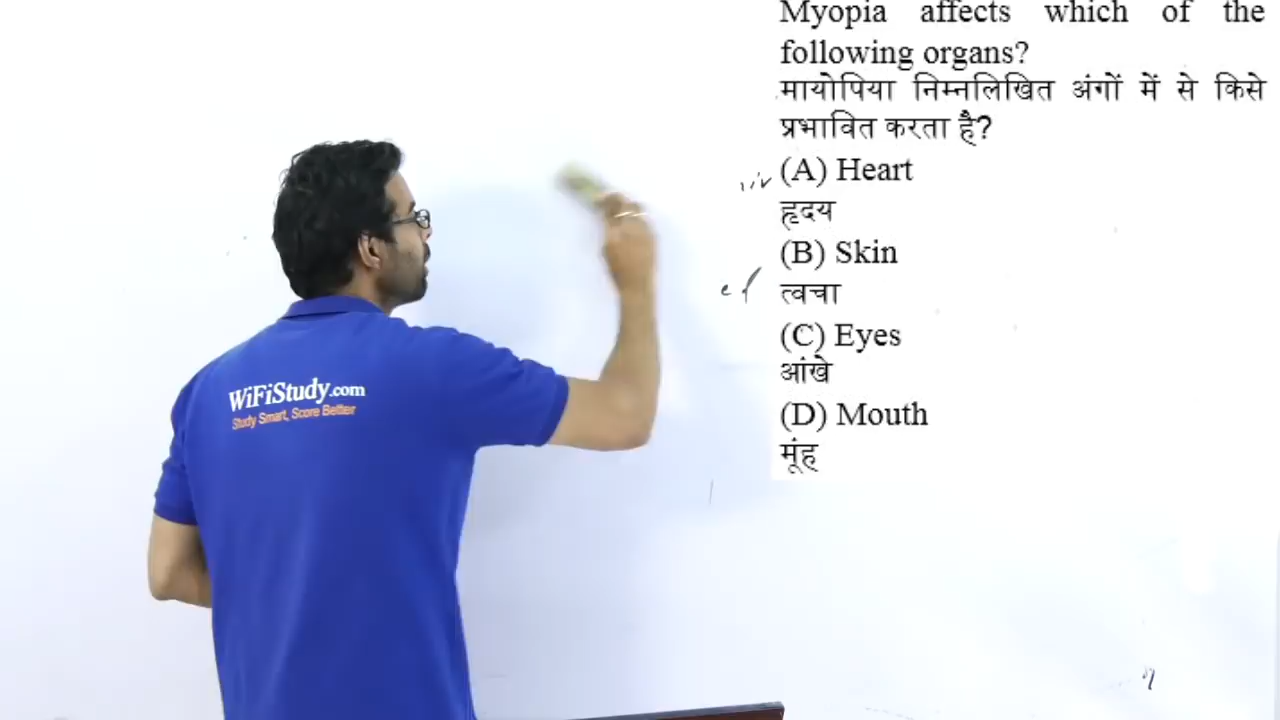 Myopia affects which of the
following organs?
मायोपिया निम्नलिखित अंगों में से किसे
प्रभावित करता है?
(A) Heart
हृदय
(B) Skin
त्वचा
(C) Eyes
आंखे
(D) Mouth
मूंह
WiFiStudy.com
Study Smart, Score Better